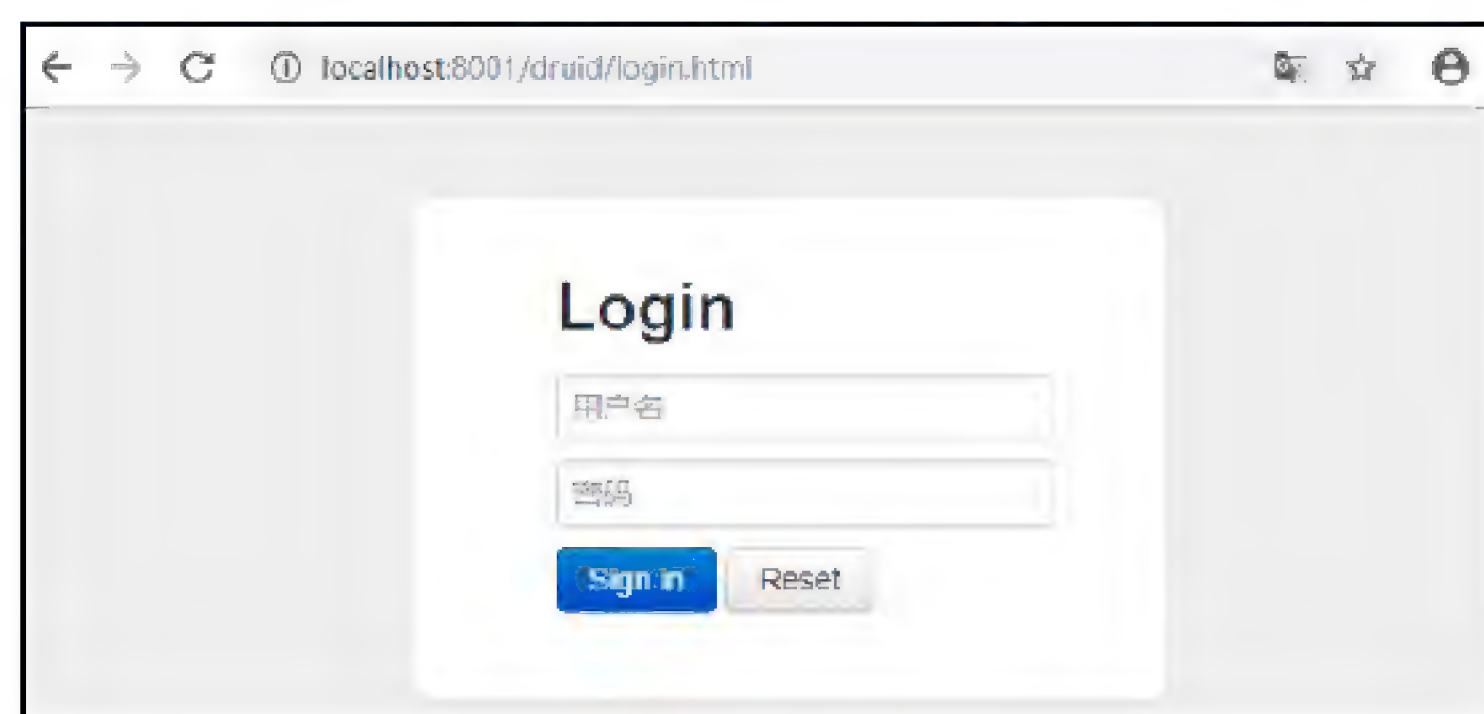 localhost:8001/druid/login.html
Login
用户名
密码
Sign in
Reset